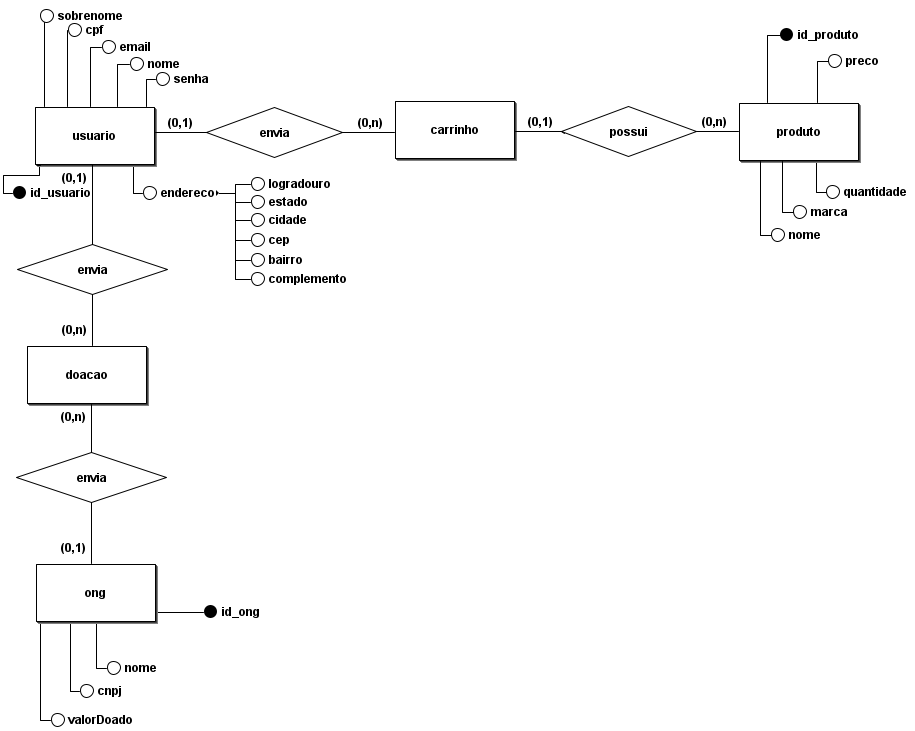 sobrenome
cpf
email
nome
senha
id_produto
preco
usuario
(0,1)
envia
(0,n)
carrinho
(0,1)
possui
(0,n)
produto
(0,1)
id_usuario
endereco
logradouro
estado
cidade
cep
bairro
complemento
quantidade
marca
nome
envia
(0,n)
doacao
(0,n)
envia
(0,1)
ong
id_ong
nome
cnpj
valorDoado